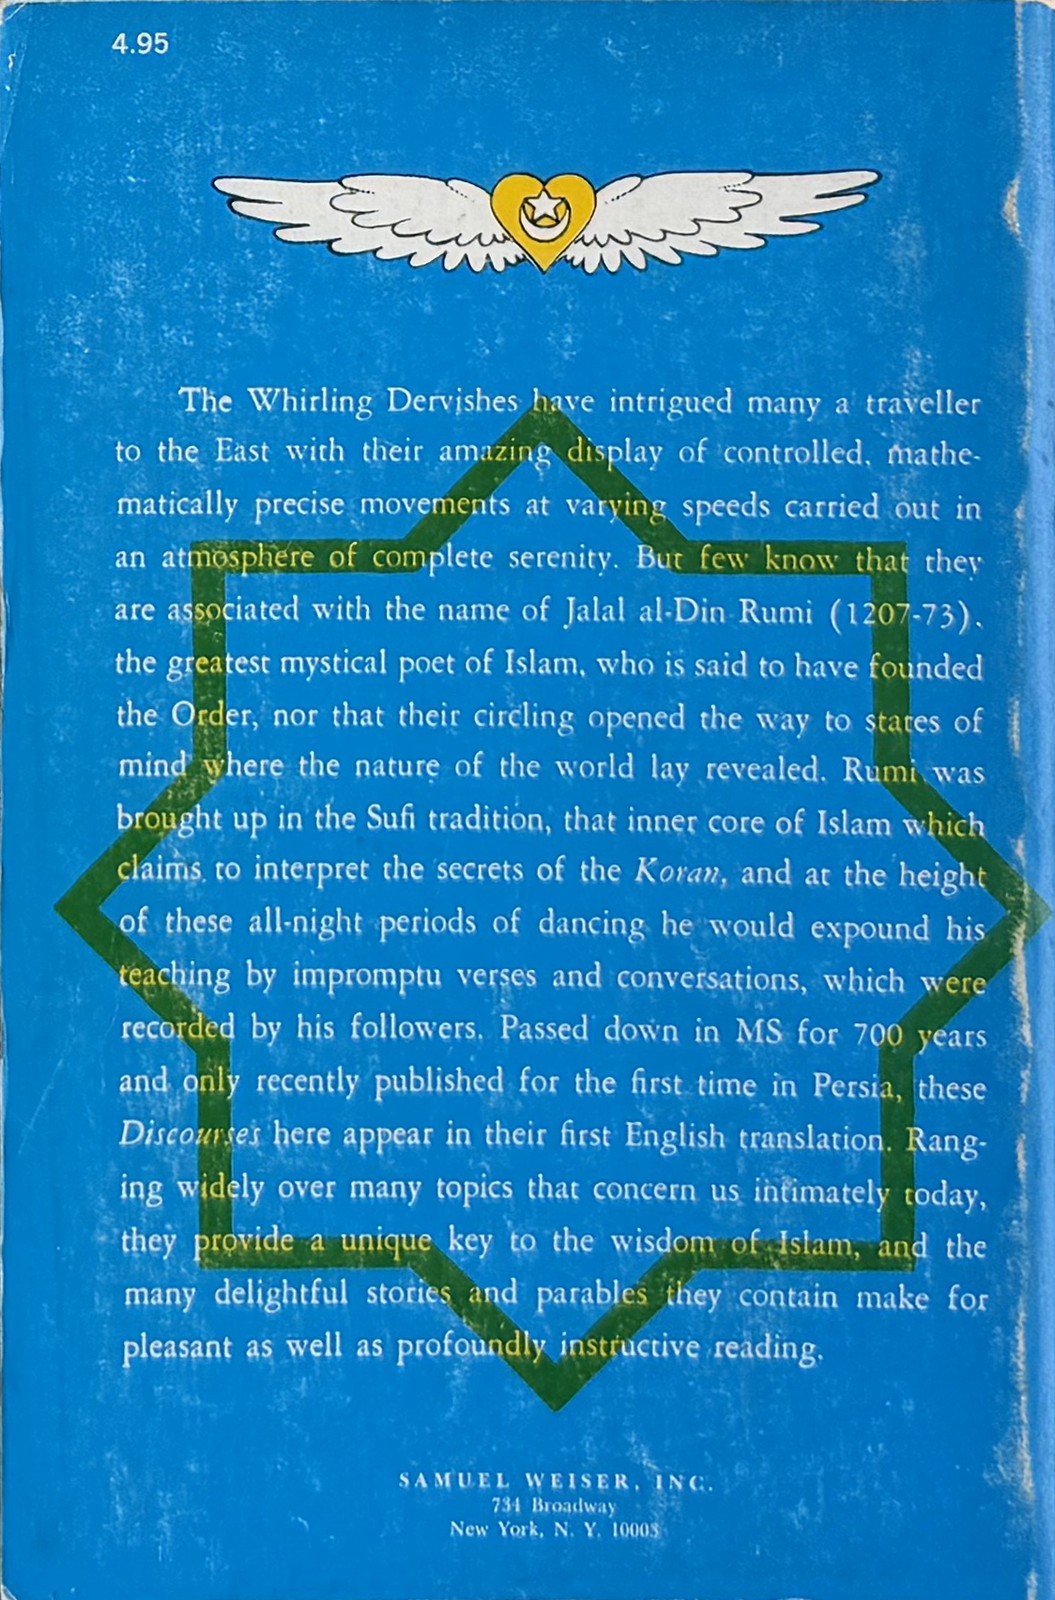 4.95
The Whirling Dervishes have intrigued many a traveller
to the East with their amazing display of controlled, mathe-
matically precise movements at varying speeds carried out in
an atmosphere of complete serenity. But few know that they
are associated with the name of Jalal al-Din Rumi (1207-73),
the greatest mystical poet of Islam, who is said to have founded
the Order, nor that their circling opened the way to states of
mind where the nature of the world lay revealed. Rumi was
brought up in the Sufi tradition, that inner core of Islam which
claims to interpret the secrets of the Koran, and at the height
of these all-night periods of dancing he would expound his
teaching by impromptu verses and conversations, which were
recorded by his followers. Passed down in MS for 700 years
and only recently published for the first time in Persia, these
Discourses here appear in their first English translation. Rang-
ing widely over many topics that concern us intimately today,
they provide a unique key to the wisdom of Islam, and the
many delightful stories and parables they contain make for
pleasant as well as profoundly instructive reading.
SAMUEL WEISER, INC.
734 Broadway
New York, N. Y. 10003